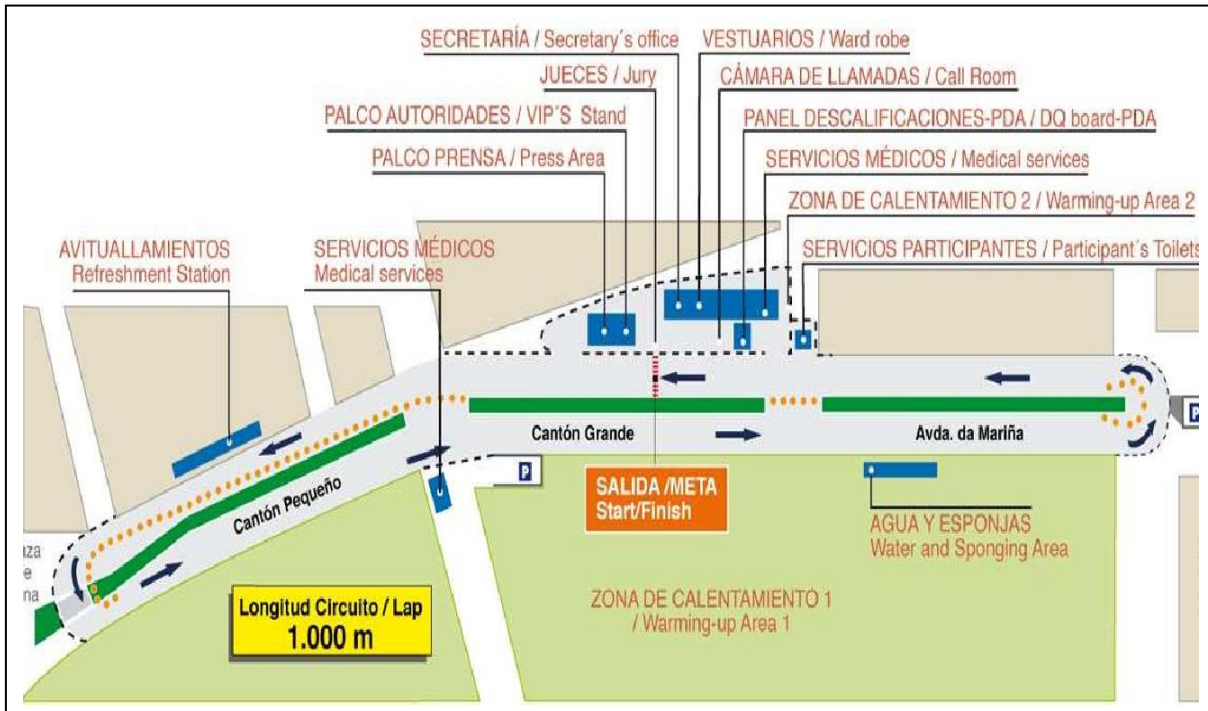 SECRETARÍA / Secretary´s office
VESTUARIOS / Ward robe
JUECES / Jury
CÁMARA DE LLAMADAS / Call Room
PALCO AUTORIDADES / VIP´S Stand
PANEL DESCALIFICACIONES-PDA / DQ board-PDA
PALCO PRENSA / Press Area
SERVICIOS MÉDICOS / Medical services
ZONA DE CALENTAMIENTO 2 / Warming-up Area 2
AVITUALLAMIENTOS
Refreshment Station
SERVICIOS MÉDICOS
Medical services
SERVICIOS PARTICIPANTES / Participant´s Toilets
P
Cantón Grande
Avda. da Mariña
P
Cantón Pequeño
SALIDA /META
Start/Finish
AGUA Y ESPONJAS
Water and Sponging Area
ZONA DE CALENTAMIENTO 1
/ Warming-up Area 1
Longitud Circuito / Lap
1.000 m